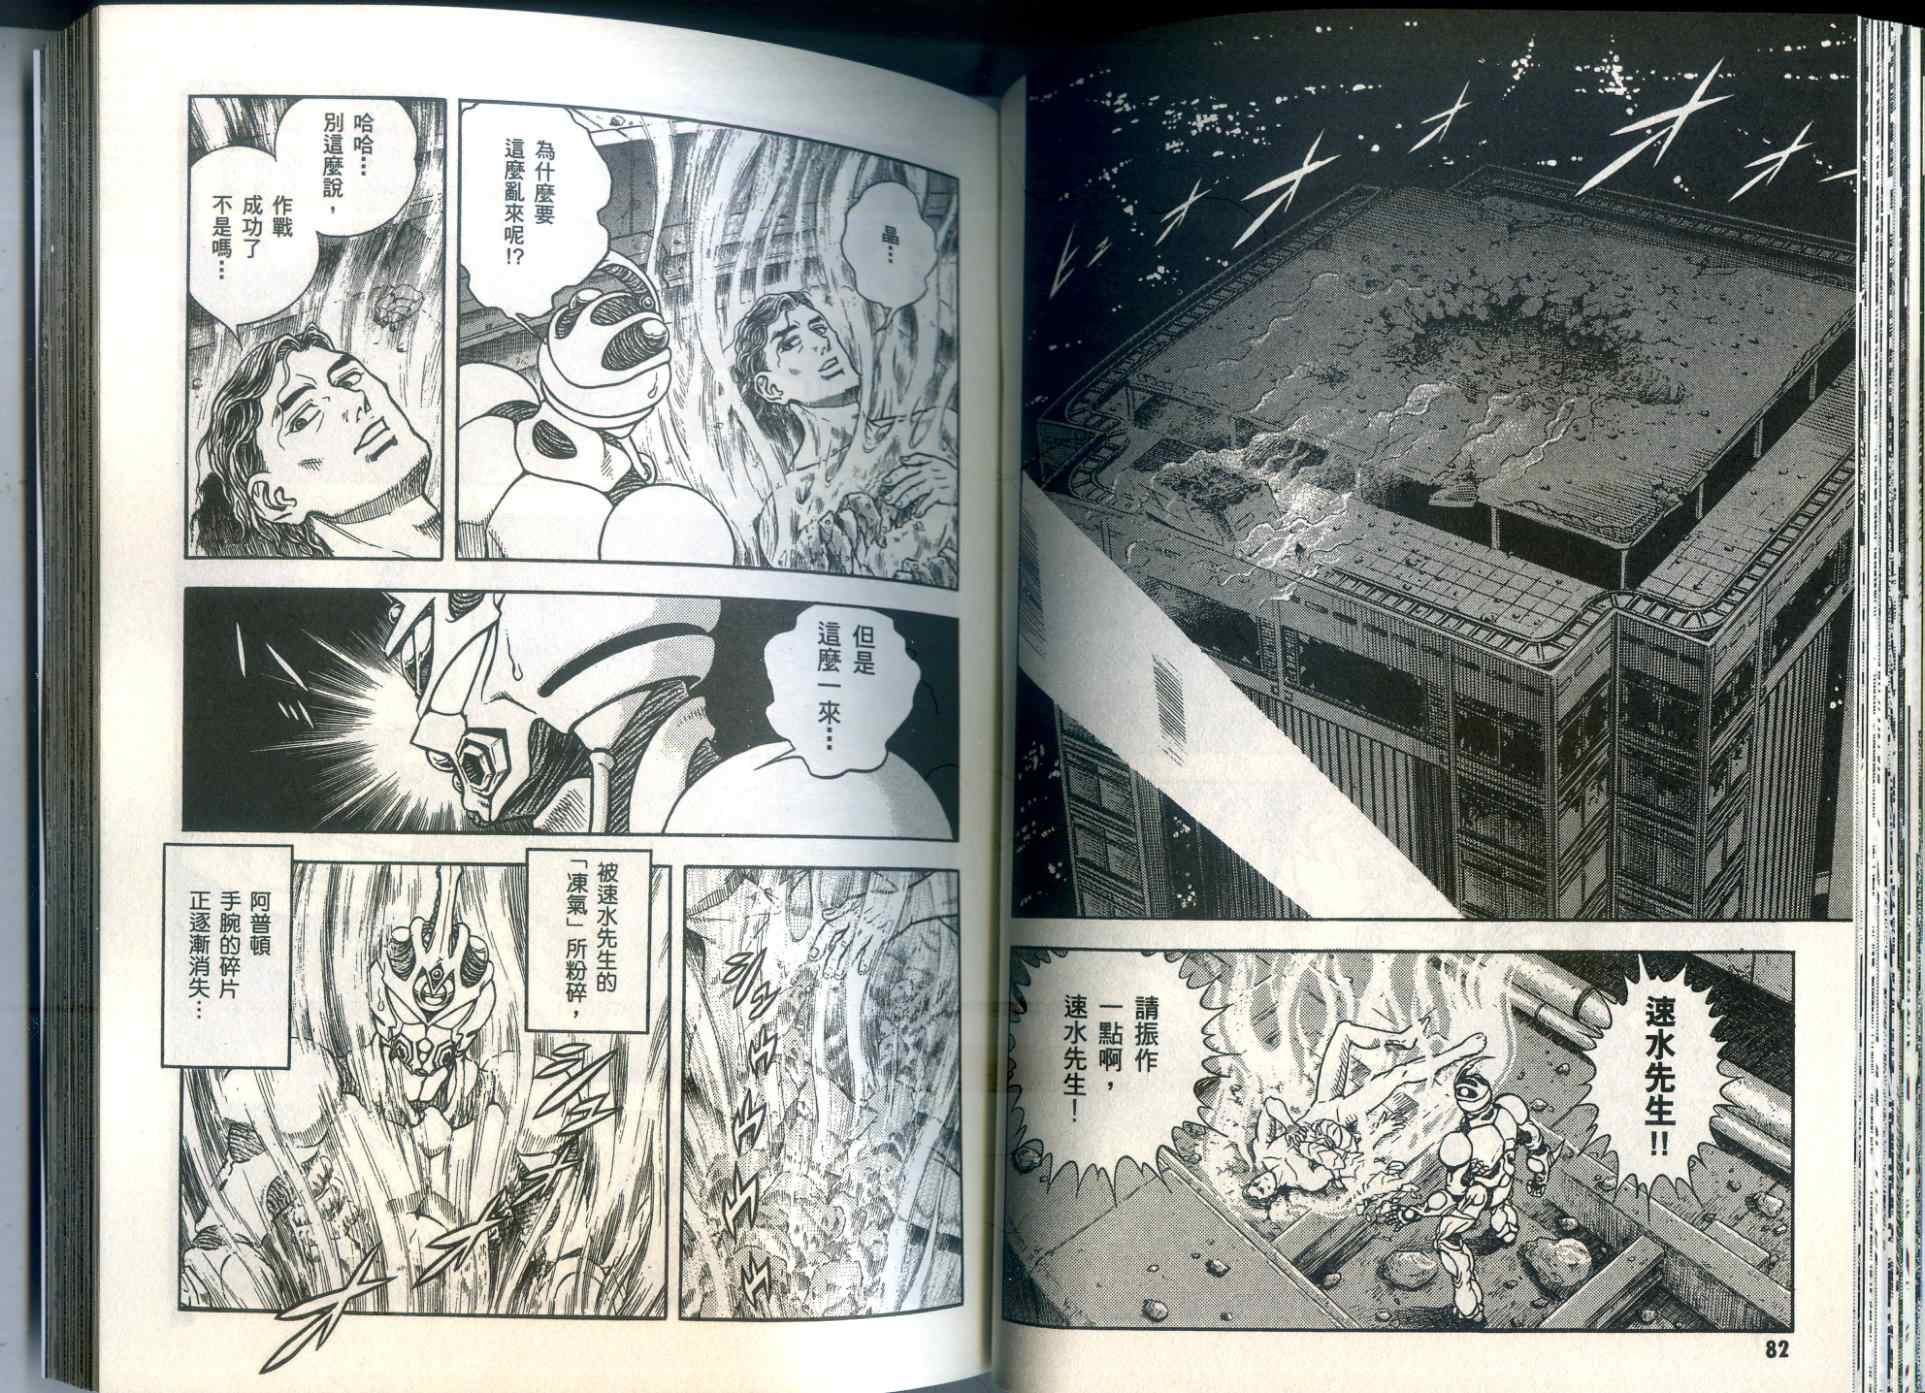 速水先生!!
請振作
一點啊，
速水先生！
82
晶…
為什麼要
這麼亂來呢!?
哈哈…
別這麼說，
作戰
成功了
不是嗎…
但是
這麼一來…
被速水先生的
「凍氣」所粉碎，
阿普頓
手腕的碎片
正逐漸消失…